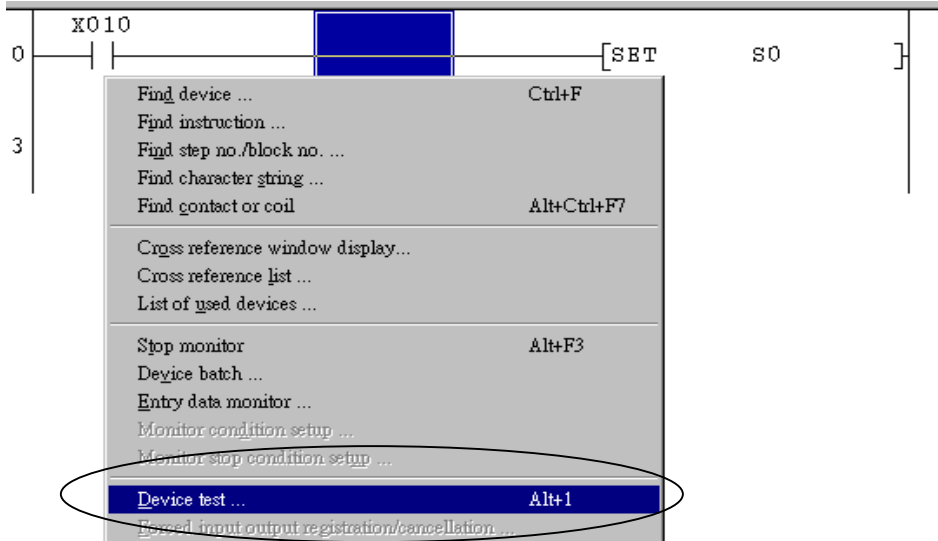 X010
0 [SET S0 ]
Find device ... Ctrl+F
Find instruction ...
3
Find step no./block no. ...
Find character string ...
Find contact or coil Alt+Ctrl+F7
Cross reference window display...
Cross reference list ...
List of used devices ...
Stop monitor Alt+F3
Device batch ...
Entry data monitor ...
Monitor condition setup ...
Monitor stop condition setup ...
Device test ... Alt+1
Forced input output registration/cancellation ...